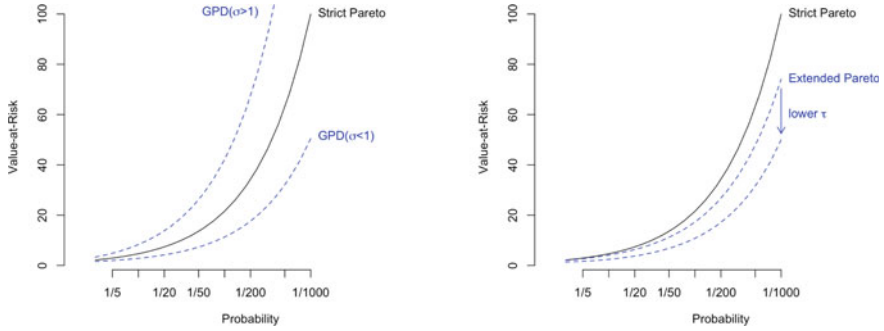 GPD(σ>1)
Strict Pareto
GPD(σ<1)
Value-at-Risk
100
80
60
40
20
0
1/5
1/20
1/50
1/200
1/1000
Probability
Strict Pareto
Extended Pareto
lower τ
Value-at-Risk
100
80
60
40
20
0
1/5
1/20
1/50
1/200
1/1000
Probability